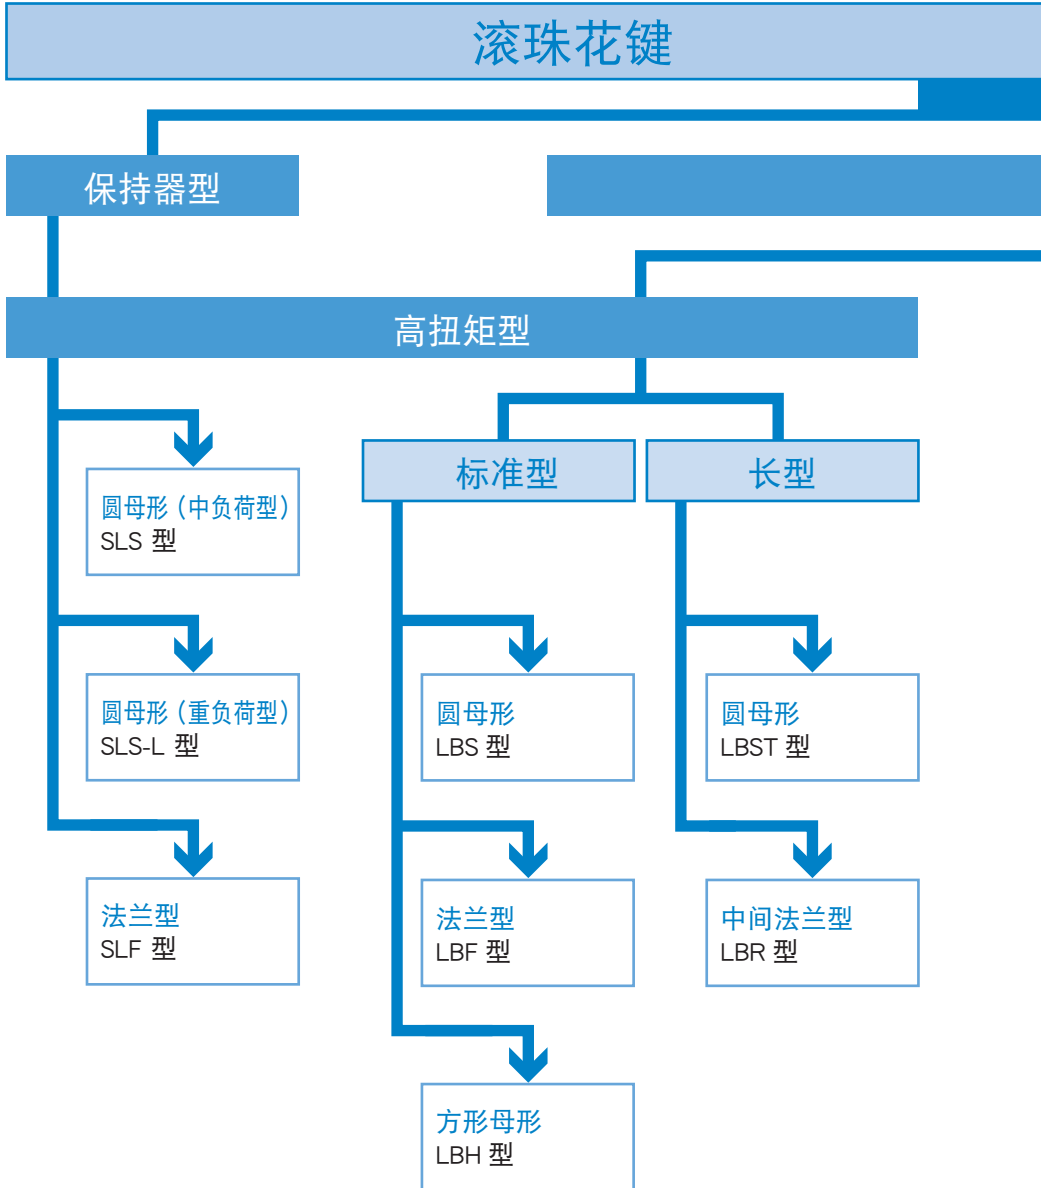 滚珠花键
保持器型
高扭矩型
标准型
长型
圆母形（中负荷型）
SLS 型
圆母形（重负荷型）
SLS-L 型
法兰型
SLF 型
圆母形
LBS 型
法兰型
LBF 型
方形母形
LBH 型
圆母形
LBST 型
中间法兰型
LBR 型